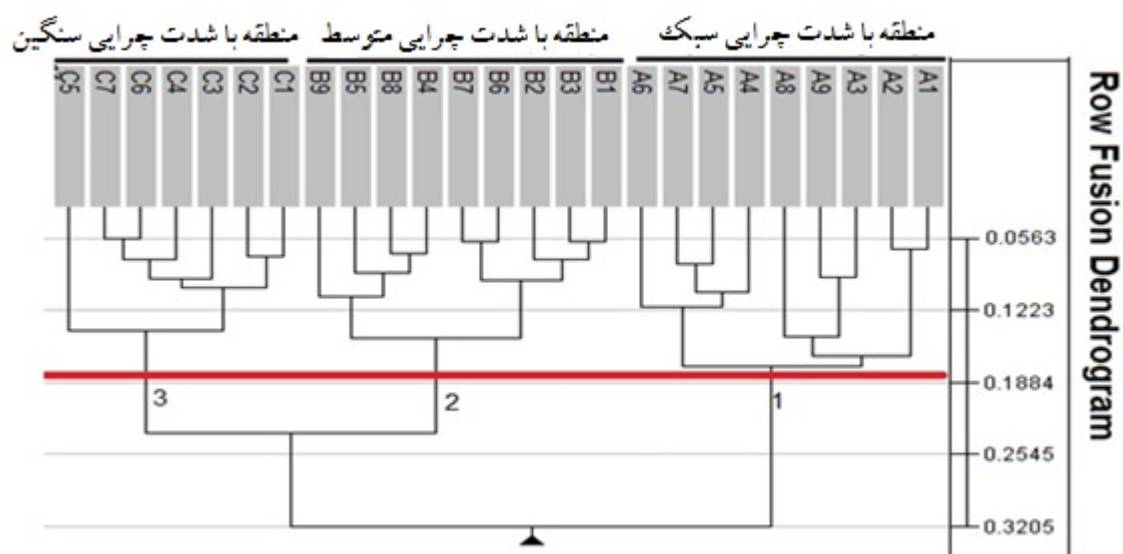 منطقه با شدت چرایی سبک
منطقه با شدت چرایی متوسط
منطقه با شدت چرایی سنگین
C5 C7 C6 C4 C3 C2 C1 B9 B5 B8 B4 B7 B6 B2 B3 B1 A6 A7 A5 A4 A8 A9 A3 A2 A1
Row Fusion Dendrogram
0.0563
0.1223
0.1884
0.2545
0.3205
3 2 1